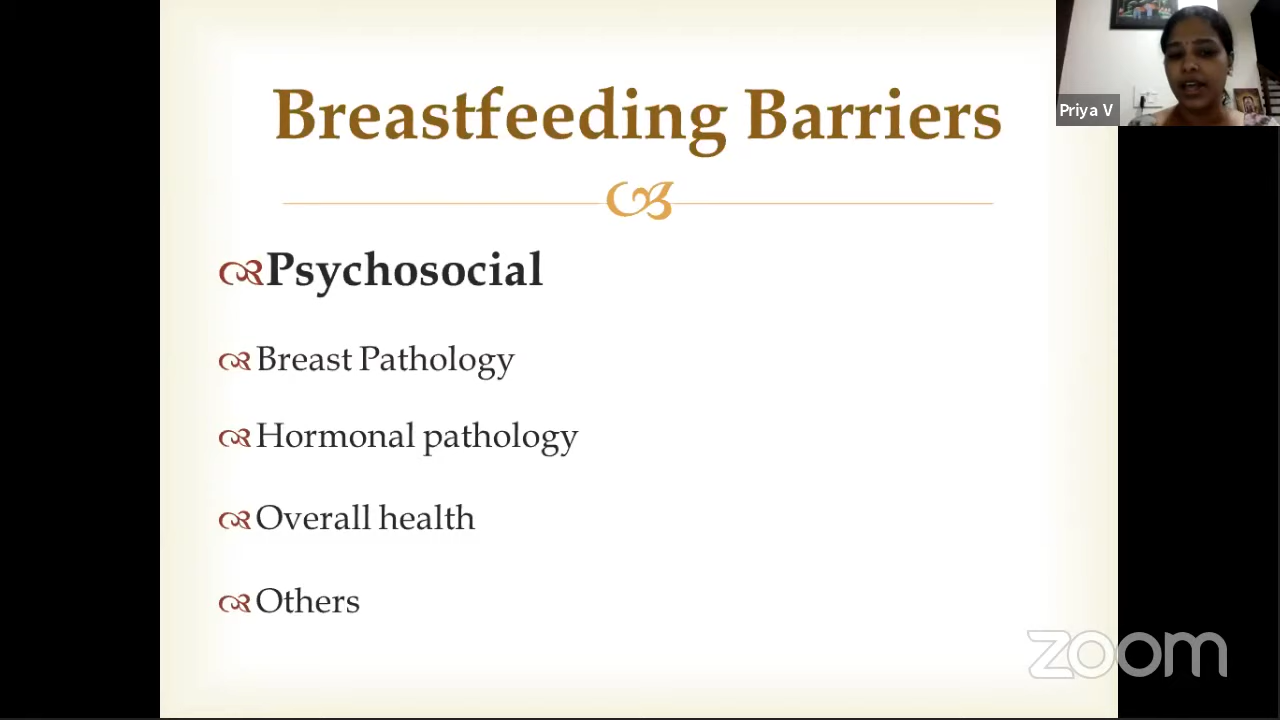 Breastfeeding Barriers
Psychosocial
Breast Pathology
Hormonal pathology
Overall health
Others
Priya V
zoom